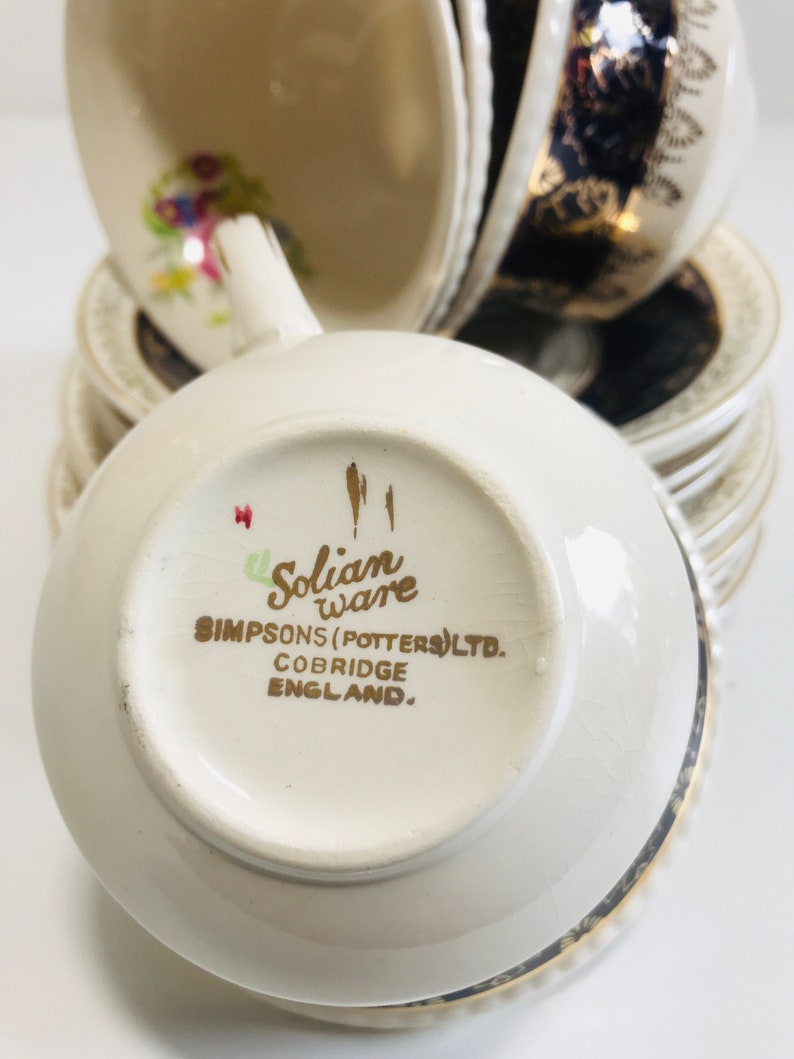 Solian
ware
SIMPSONS (POTTERS) LTD.
COBRIDGE
ENGLAND.